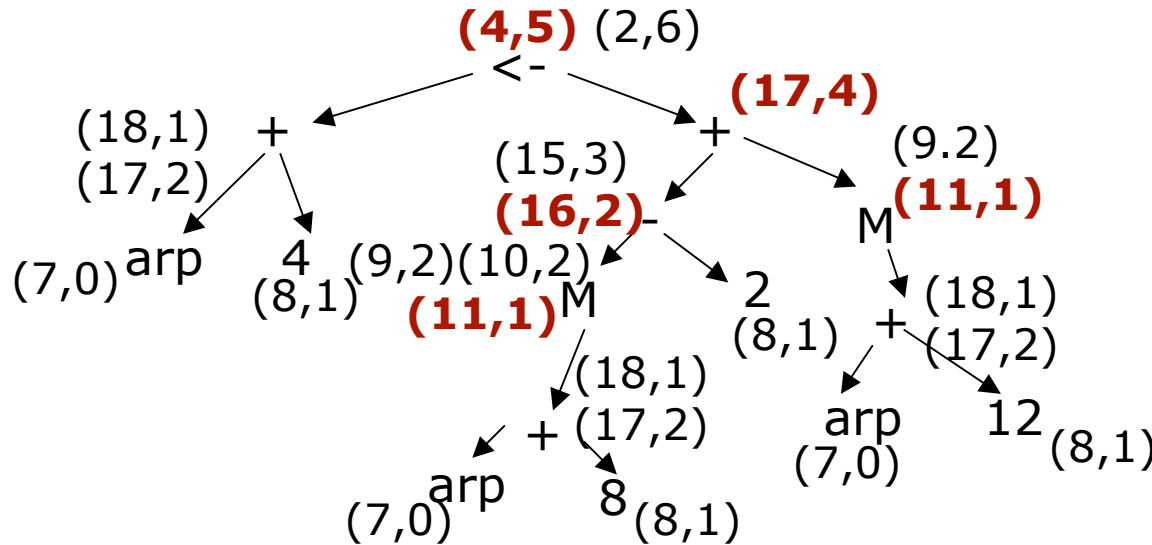 (4,5) (2,6)
<-
(17,4)
(18,1) + +
(17,2)
(15,3) (9.2)
(16,2) - M (11,1)
(7,0) arp 4 (8,1) (9,2)(10,2)
(11,1) M 2 (8,1)
+ (18,1)
(17,2)
(18,1)
+ (17,2)
arp 12 (8,1)
(7,0)
arp 8 (8,1)
(7,0)